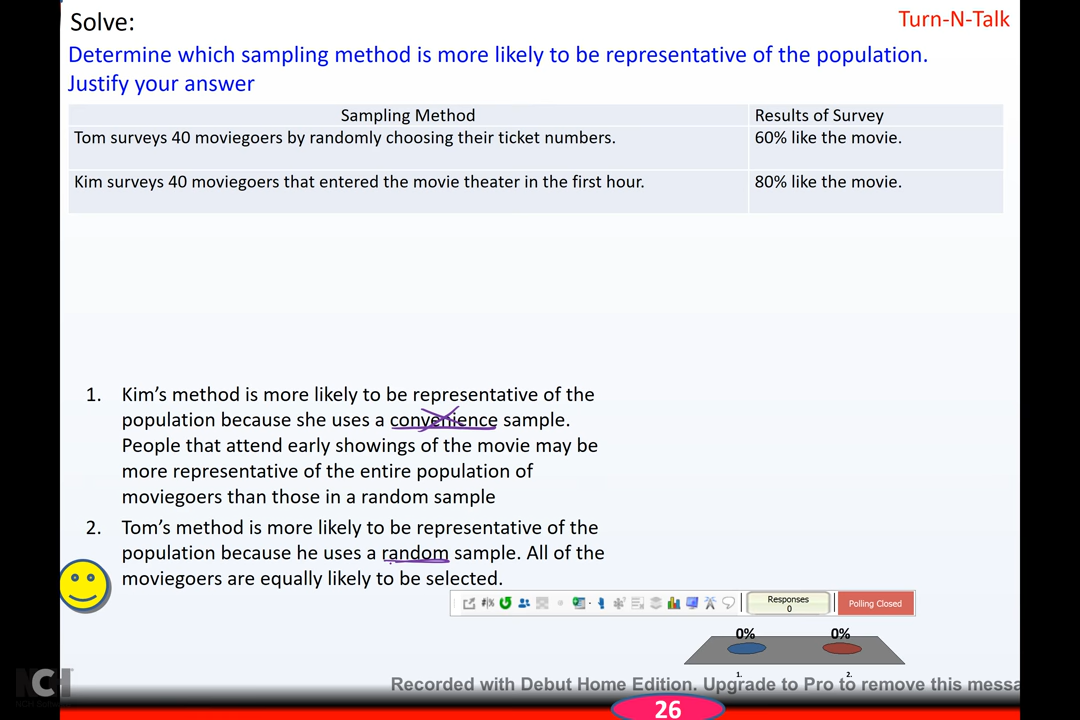 Solve:
Turn-N-Talk
Determine which sampling method is more likely to be representative of the population.
Justify your answer
Sampling Method
Results of Survey
Tom surveys 40 moviegoers by randomly choosing their ticket numbers.
60% like the movie.
Kim surveys 40 moviegoers that entered the movie theater in the first hour.
80% like the movie.
1. Kim's method is more likely to be representative of the
population because she uses a convenience sample.
People that attend early showings of the movie may be
more representative of the entire population of
moviegoers than those in a random sample
2. Tom's method is more likely to be representative of the
population because he uses a random sample. All of the
moviegoers are equally likely to be selected.
Responses
0
Polling Closed
0%
0%
1.
2.
NCH
Recorded with Debut Home Edition. Upgrade to Pro to remove this messa
26